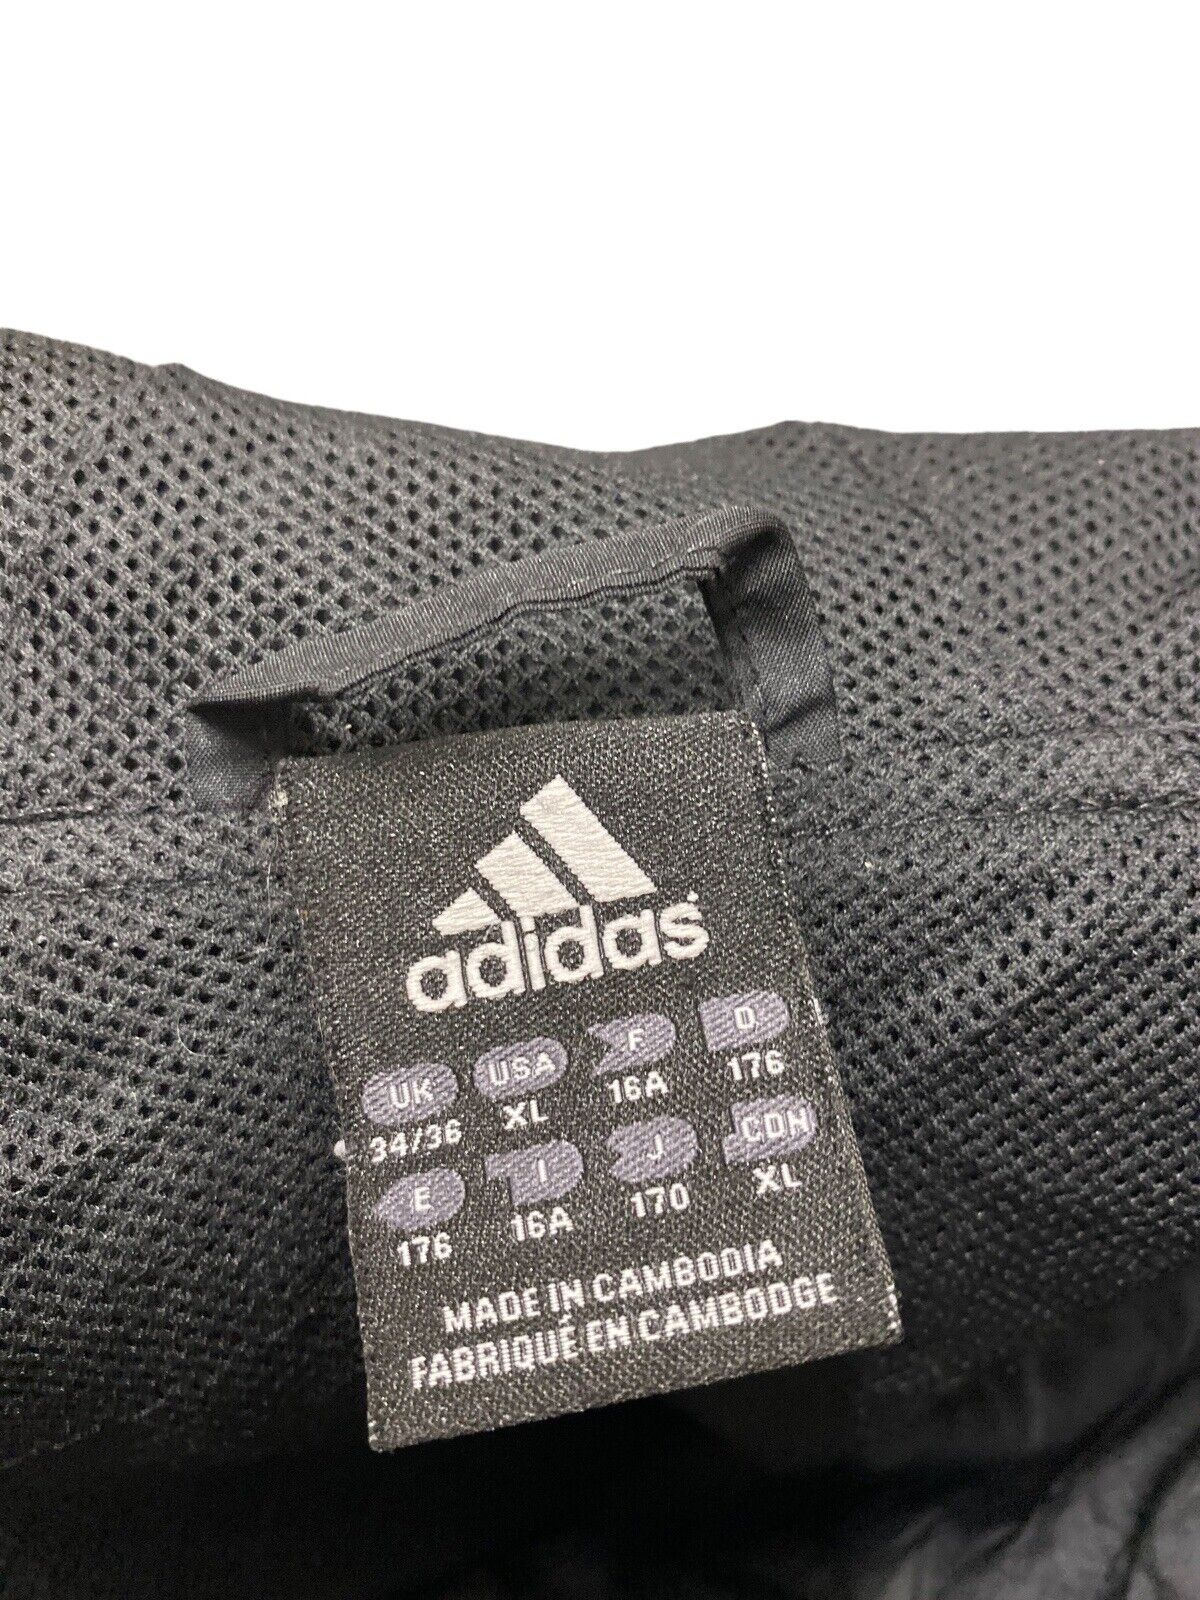 adidas
UK USA F D
34/36 XL 16A 176
E I J CDN
176 16A 170 XL
MADE IN CAMBODIA
FABRIQUÉ EN CAMBODGE